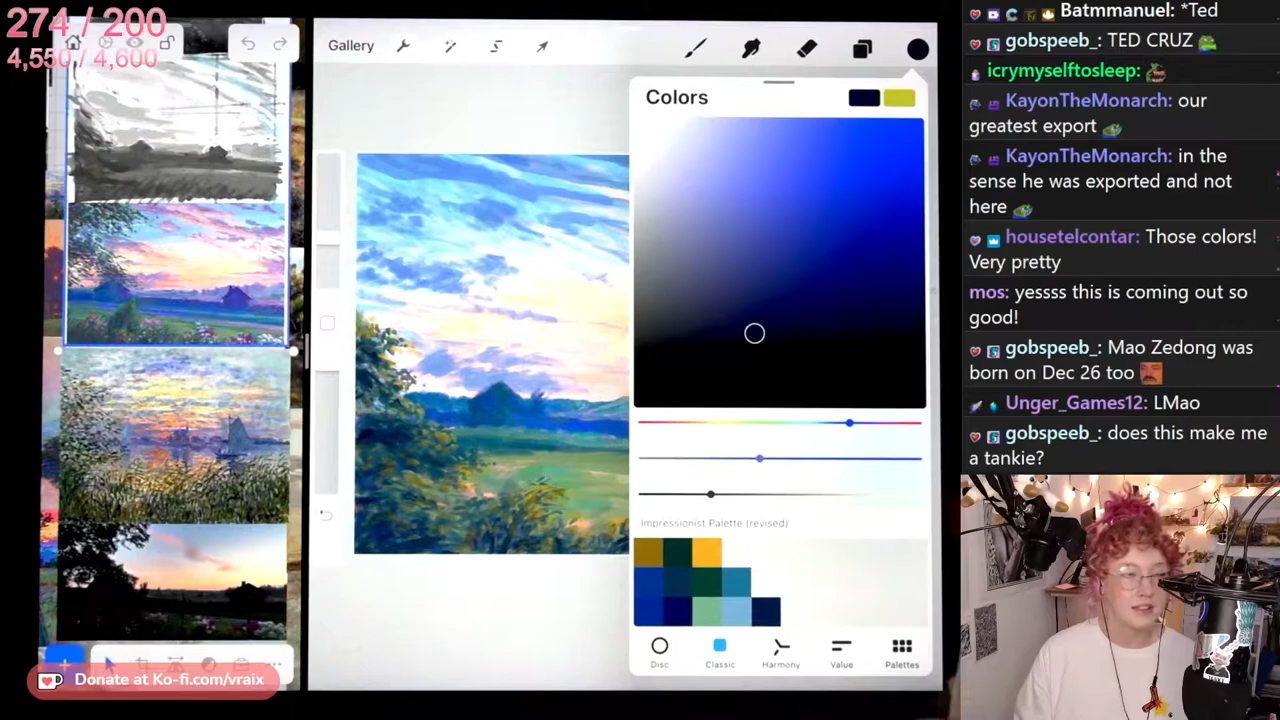 274 / 200
4,550 / 4,600
Gallery
Colors
Impressionist Palette (revised)
Disc
Classic
Harmony
Value
Palettes
Donate at Ko-fi.com/vraix
Batmmanuel: *Ted
gobspeeb_: TED CRUZ
icrymyselftosleep:
KayonTheMonarch: our
greatest export
KayonTheMonarch: in the
sense he was exported and not
here
housetelcontar: Those colors!
Very pretty
mos: yessss this is coming out so
good!
gobspeeb_: Mao Zedong was
born on Dec 26 too
Unger_Games12: LMao
gobspeeb_: does this make me
a tankie?